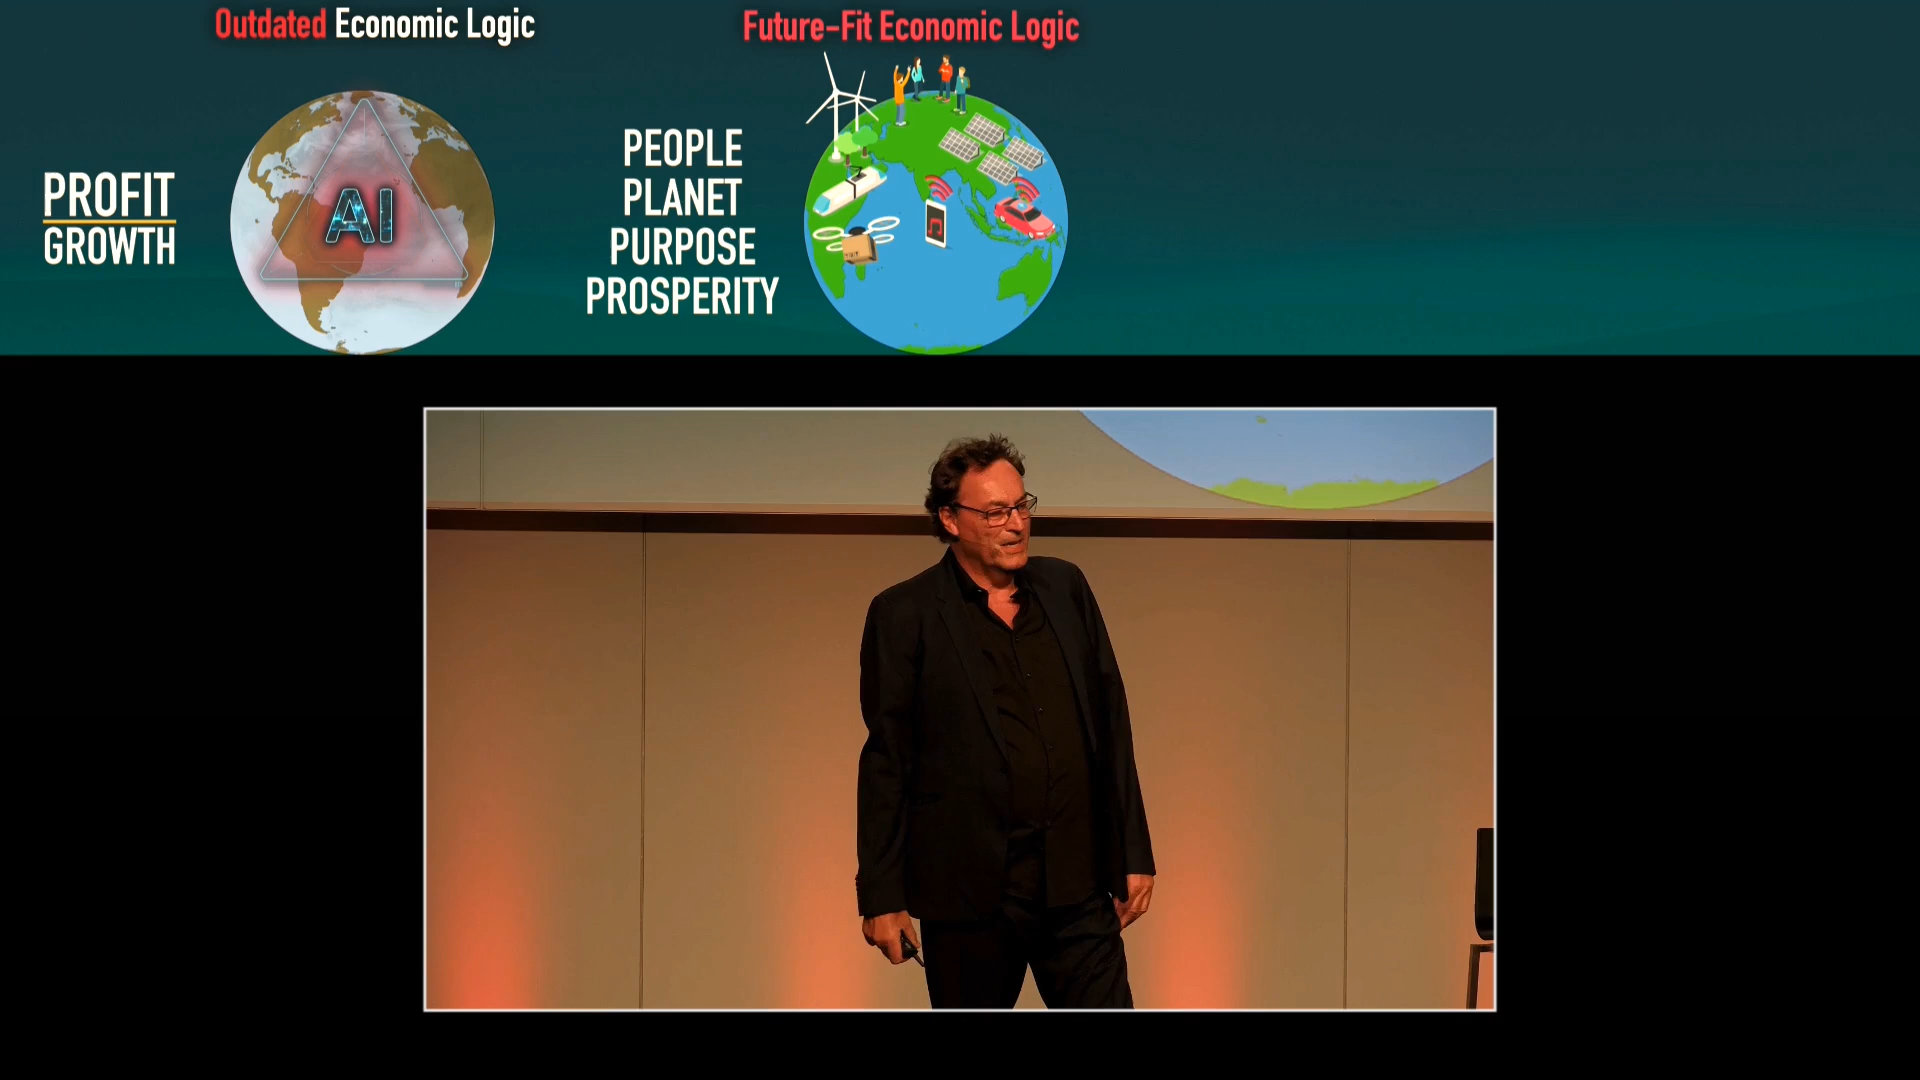 Outdated Economic Logic
Future-Fit Economic Logic
PROFIT
GROWTH
AI
PEOPLE
PLANET
PURPOSE
PROSPERITY